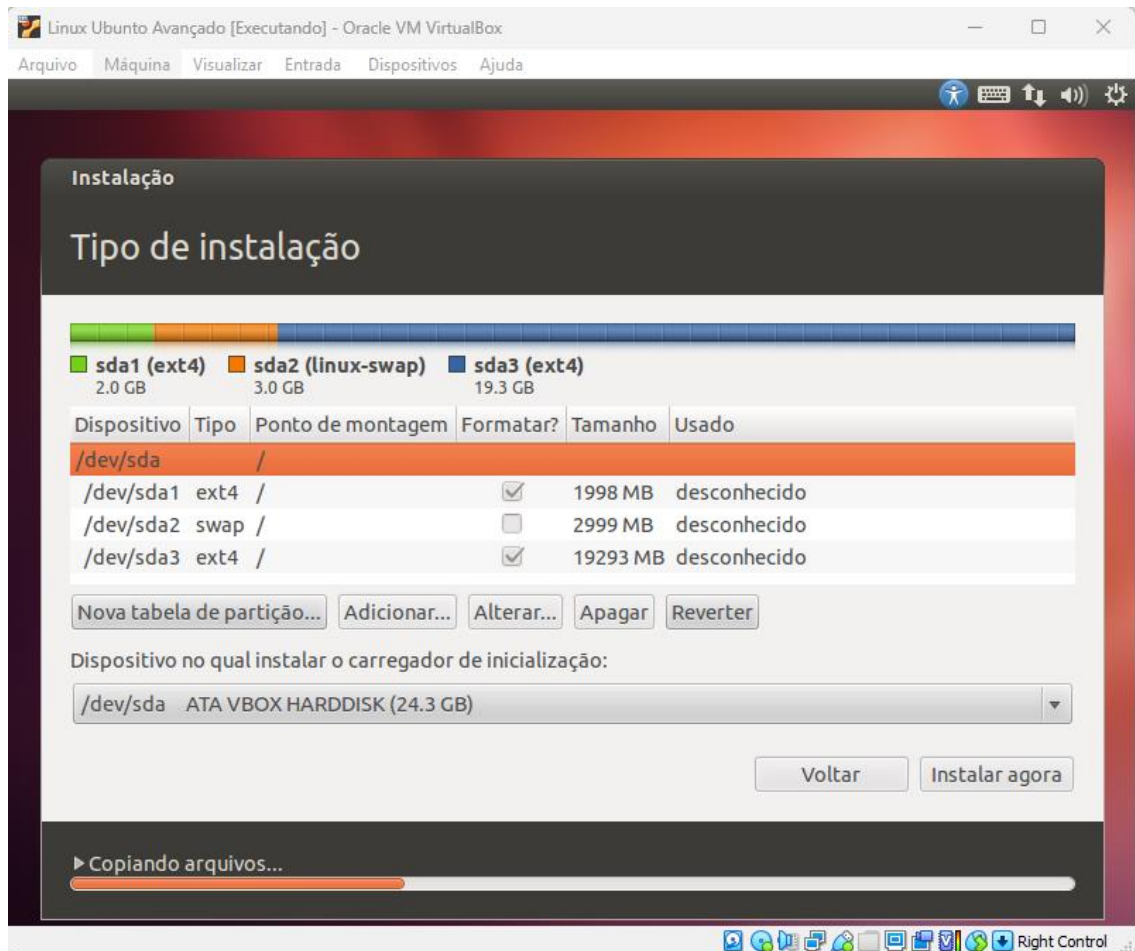 Linux Ubunto Avançado [Executando] - Oracle VM VirtualBox
Arquivo Máquina Visualizar Entrada Dispositivos Ajuda
Instalação
Tipo de instalação
sda1 (ext4) sda2 (linux-swap) sda3 (ext4)
2.0 GB 3.0 GB 19.3 GB
Dispositivo Tipo Ponto de montagem Formatar? Tamanho Usado
/dev/sda /
/dev/sda1 ext4 / 1998 MB desconhecido
/dev/sda2 swap / 2999 MB desconhecido
/dev/sda3 ext4 / 19293 MB desconhecido
Nova tabela de partição... Adicionar... Alterar... Apagar Reverter
Dispositivo no qual instalar o carregador de inicialização:
/dev/sda ATA VBOX HARDDISK (24.3 GB)
Voltar Instalar agora
Copiando arquivos...
Right Control